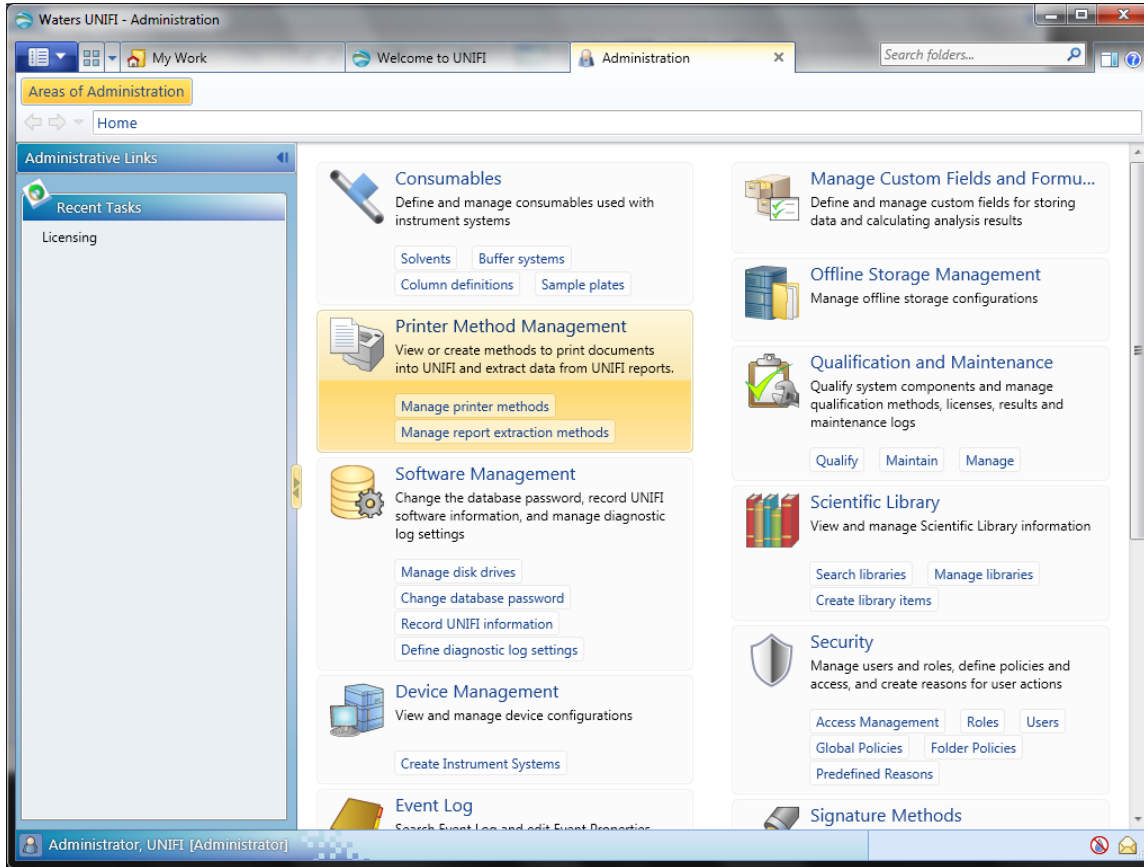 Waters UNIFI - Administration
My Work
Welcome to UNIFI
Administration
Search folders...
Areas of Administration
Home
Administrative Links
Recent Tasks
Licensing
Consumables
Define and manage consumables used with
instrument systems
Solvents Buffer systems
Column definitions Sample plates
Printer Method Management
View or create methods to print documents
into UNIFI and extract data from UNIFI reports.
Manage printer methods
Manage report extraction methods
Software Management
Change the database password, record UNIFI
software information, and manage diagnostic
log settings
Manage disk drives
Change database password
Record UNIFI information
Define diagnostic log settings
Device Management
View and manage device configurations
Create Instrument Systems
Event Log
Search Event Log and edit Event Properties
Manage Custom Fields and Formu...
Define and manage custom fields for storing
data and calculating analysis results
Offline Storage Management
Manage offline storage configurations
Qualification and Maintenance
Qualify system components and manage
qualification methods, licenses, results and
maintenance logs
Qualify Maintain Manage
Scientific Library
View and manage Scientific Library information
Search libraries Manage libraries
Create library items
Security
Manage users and roles, define policies and
access, and create reasons for user actions
Access Management Roles Users
Global Policies Folder Policies
Predefined Reasons
Signature Methods
Administrator, UNIFI [Administrator]